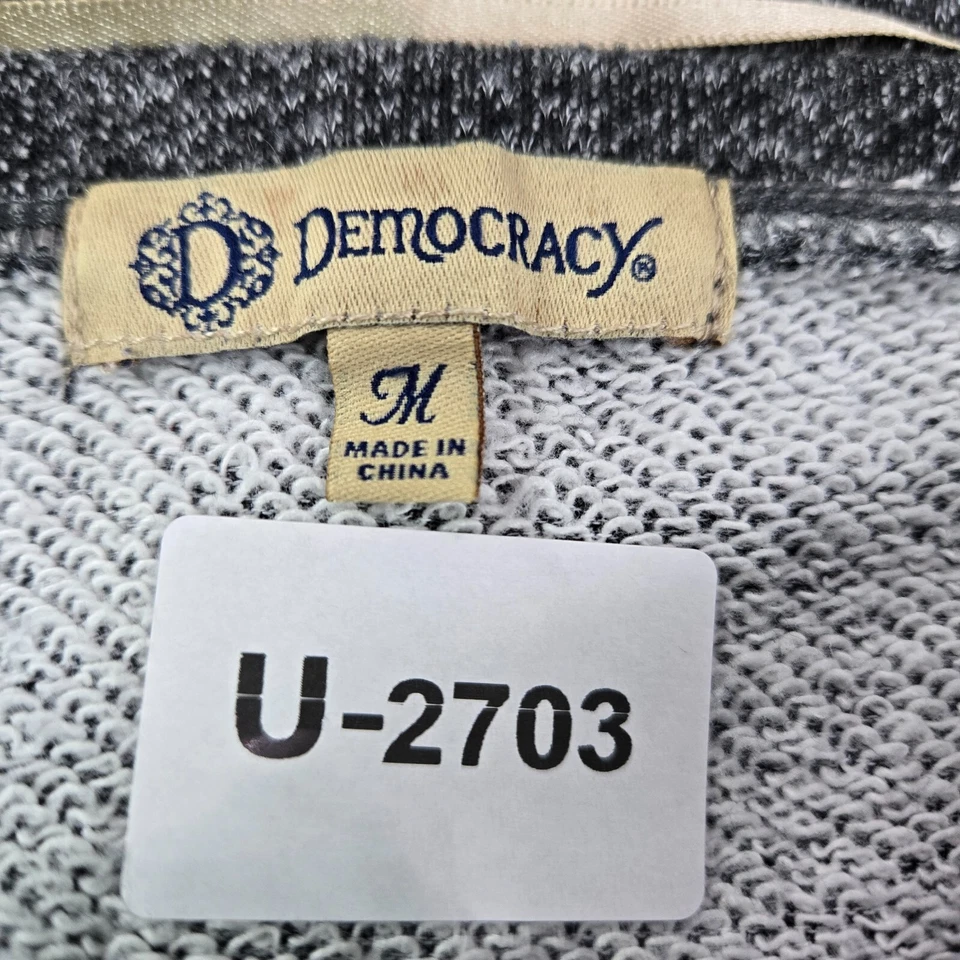 D DEMOCRACY®
M
MADE IN
CHINA
U-2703